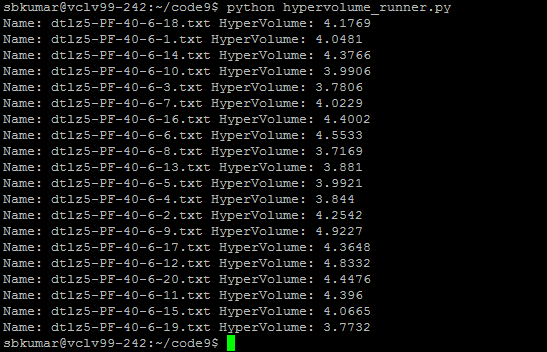 sbkumar@vclv99-242:~/code9$ python hypervolume_runner.py
Name: dtlz5-PF-40-6-18.txt HyperVolume: 4.1769
Name: dtlz5-PF-40-6-1.txt HyperVolume: 4.0481
Name: dtlz5-PF-40-6-14.txt HyperVolume: 4.3766
Name: dtlz5-PF-40-6-10.txt HyperVolume: 3.9906
Name: dtlz5-PF-40-6-3.txt HyperVolume: 3.7806
Name: dtlz5-PF-40-6-7.txt HyperVolume: 4.0229
Name: dtlz5-PF-40-6-16.txt HyperVolume: 4.4002
Name: dtlz5-PF-40-6-6.txt HyperVolume: 4.5533
Name: dtlz5-PF-40-6-8.txt HyperVolume: 3.7169
Name: dtlz5-PF-40-6-13.txt HyperVolume: 3.881
Name: dtlz5-PF-40-6-5.txt HyperVolume: 3.9921
Name: dtlz5-PF-40-6-4.txt HyperVolume: 3.844
Name: dtlz5-PF-40-6-2.txt HyperVolume: 4.2542
Name: dtlz5-PF-40-6-9.txt HyperVolume: 4.9227
Name: dtlz5-PF-40-6-17.txt HyperVolume: 4.3648
Name: dtlz5-PF-40-6-12.txt HyperVolume: 4.8332
Name: dtlz5-PF-40-6-20.txt HyperVolume: 4.4476
Name: dtlz5-PF-40-6-11.txt HyperVolume: 4.396
Name: dtlz5-PF-40-6-15.txt HyperVolume: 4.0665
Name: dtlz5-PF-40-6-19.txt HyperVolume: 3.7732
sbkumar@vclv99-242:~/code9$